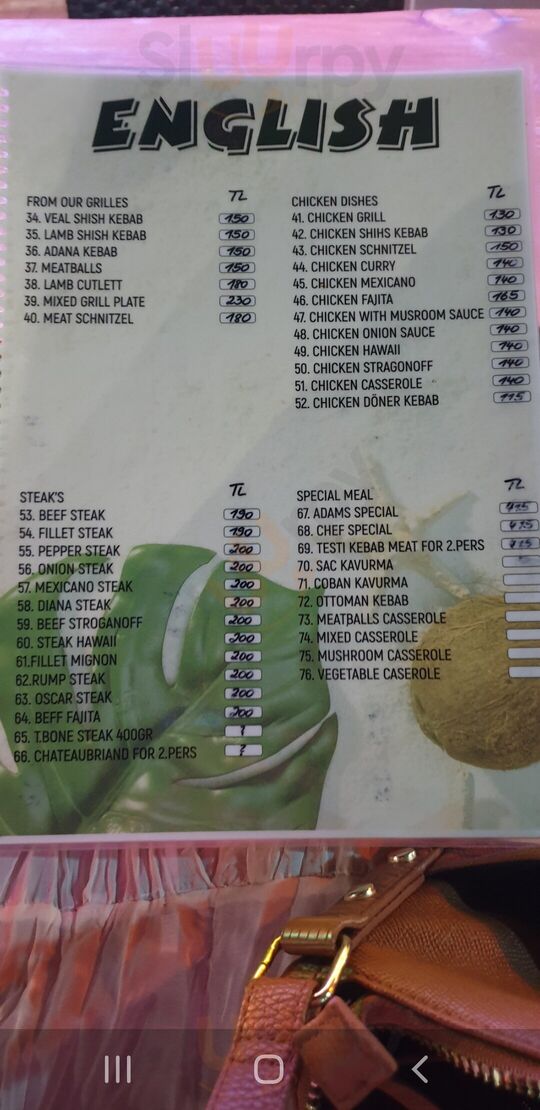 Sluurpy
ENGLISH
FROM OUR GRILLES TL
34. VEAL SHISH KEBAB 150
35. LAMB SHISH KEBAB 150
36. ADANA KEBAB 150
37. MEATBALLS 150
38. LAMB CUTLETT 180
39. MIXED GRILL PLATE 230
40. MEAT SCHNITZEL 180
CHICKEN DISHES TL
41. CHICKEN GRILL 130
42. CHICKEN SHIHS KEBAB 130
43. CHICKEN SCHNITZEL 150
44. CHICKEN CURRY 140
45. CHICKEN MEXICANO 140
46. CHICKEN FAJITA 165
47. CHICKEN WITH MUSROOM SAUCE 140
48. CHICKEN ONION SAUCE 140
49. CHICKEN HAWAII 140
50. CHICKEN STRAGONOFF 140
51. CHICKEN CASSEROLE 140
52. CHICKEN DÖNER KEBAB 115
STEAK'S TL
53. BEEF STEAK 190
54. FILLET STEAK 190
55. PEPPER STEAK 200
56. ONION STEAK 200
57. MEXICANO STEAK 200
58. DIANA STEAK 200
59. BEEF STROGANOFF 200
60. STEAK HAWAII 200
61.FILLET MIGNON 200
62.RUMP STEAK 200
63. OSCAR STEAK 200
64. BEFF FAJITA 200
65. T.BONE STEAK 400GR ?
66. CHATEAUBRIAND FOR 2.PERS ?
SPECIAL MEAL TL
67. ADAMS SPECIAL
68. CHEF SPECIAL
69. TESTI KEBAB MEAT FOR 2.PERS
70. SAC KAVURMA
71. COBAN KAVURMA
72. OTTOMAN KEBAB
73. MEATBALLS CASSEROLE
74. MIXED CASSEROLE
75. MUSHROOM CASSEROLE
76. VEGETABLE CASEROLE